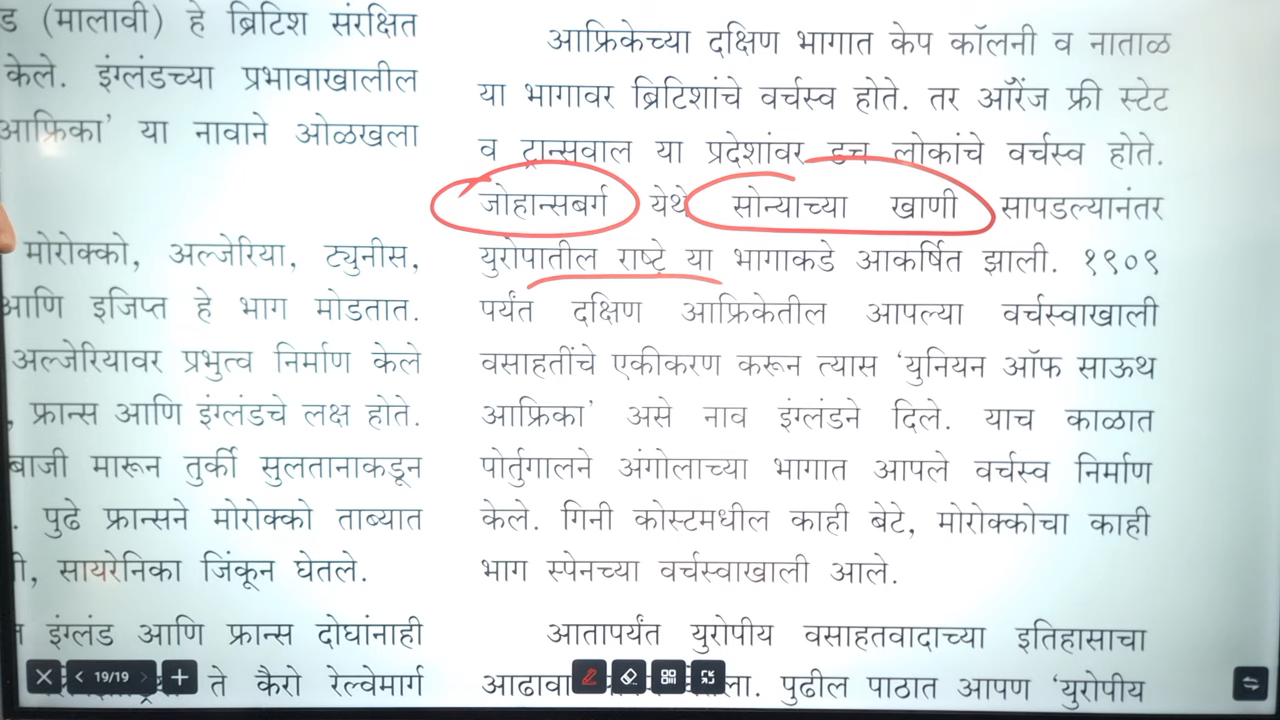 ड (मालावी) हे ब्रिटिश संरक्षित
केले. इंग्लंडच्या प्रभावाखालील
आफ्रिका' या नावाने ओळखला
मोरोक्को, अल्जेरिया, ट्युनीस,
आणि इजिप्त हे भाग मोडतात.
अल्जेरियावर प्रभुत्व निर्माण केले
, फ्रान्स आणि इंग्लंडचे लक्ष होते.
बाजी मारून तुर्की सुलतानाकडून
. पुढे फ्रान्सने मोरोक्को ताब्यात
ी, सायरेनिका जिंकून घेतले.
इंग्लंड आणि फ्रान्स दोघांनाही
ते कैरो रेल्वेमार्ग
आफ्रिकेच्या दक्षिण भागात केप कॉलनी व नाताळ
या भागावर ब्रिटिशांचे वर्चस्व होते. तर ऑरेंज फ्री स्टेट
व ट्रान्सवाल या प्रदेशांवर डच लोकांचे वर्चस्व होते.
जोहान्सबर्ग येथे सोन्याच्या खाणी सापडल्यानंतर
युरोपातील राष्ट्रे या भागाकडे आकर्षित झाली. १९०९
पर्यंत दक्षिण आफ्रिकेतील आपल्या वर्चस्वाखाली
वसाहतींचे एकीकरण करून त्यास ‘युनियन ऑफ साऊथ
आफ्रिका’ असे नाव इंग्लंडने दिले. याच काळात
पोर्तुगालने अंगोलाच्या भागात आपले वर्चस्व निर्माण
केले. गिनी कोस्टमधील काही बेटे, मोरोक्कोचा काही
भाग स्पेनच्या वर्चस्वाखाली आले.
आतापर्यंत युरोपीय वसाहतवादाच्या इतिहासाचा
आढावा ला. पुढील पाठात आपण ‘युरोपीय
19/19